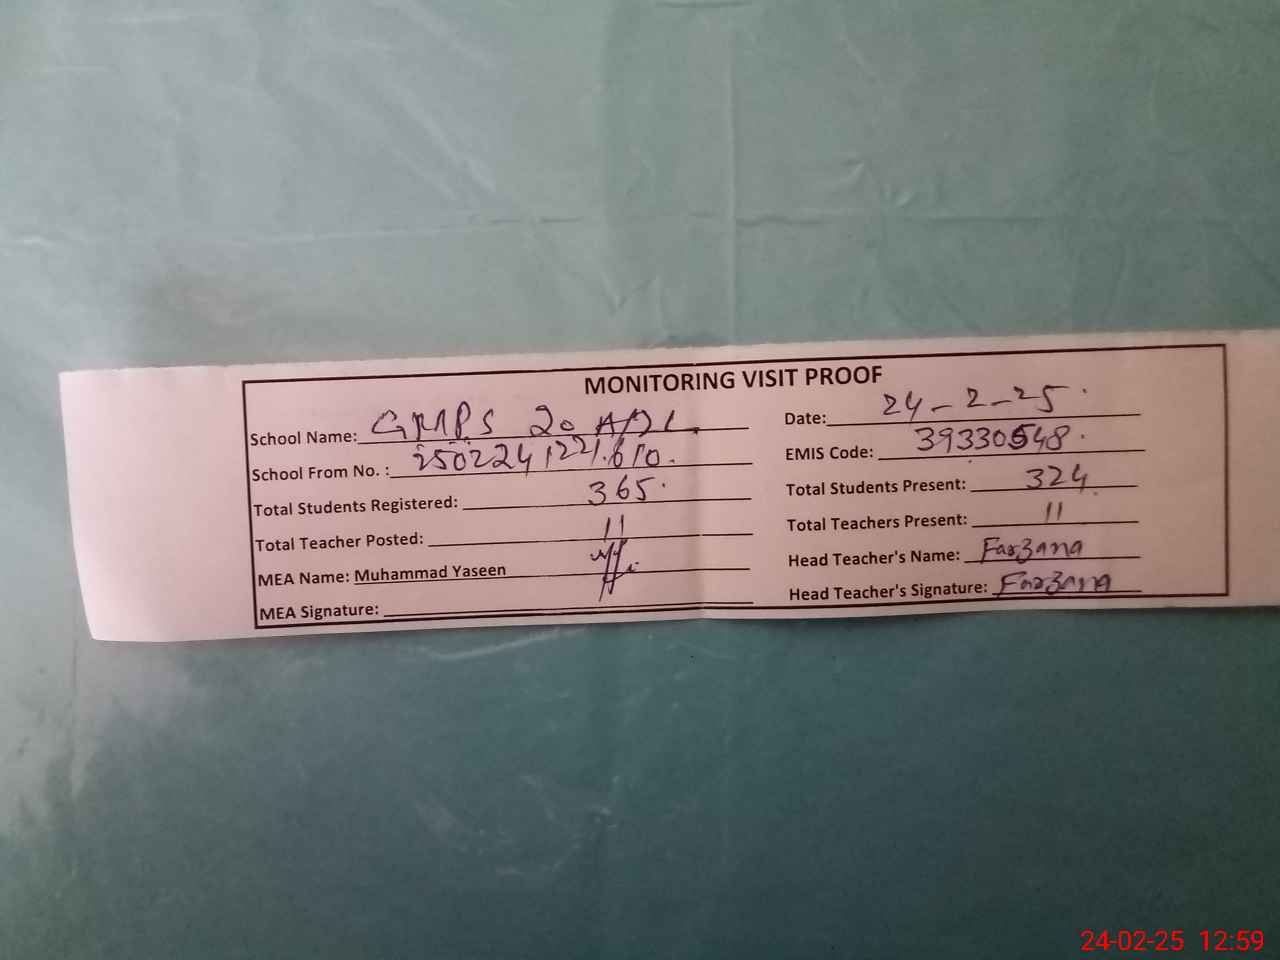 MONITORING VISIT PROOF
School Name: GMPS 20
Date: 24-2-25
School From No. :
EMIS Code: 39330548
Total Students Registered: 365
Total Students Present: 324
Total Teacher Posted: 11
Total Teachers Present: 11
MEA Name: Muhammad Yaseen
Head Teacher's Name: Farzana
MEA Signature:
Head Teacher's Signature: Farzana
24-02-25 12:59